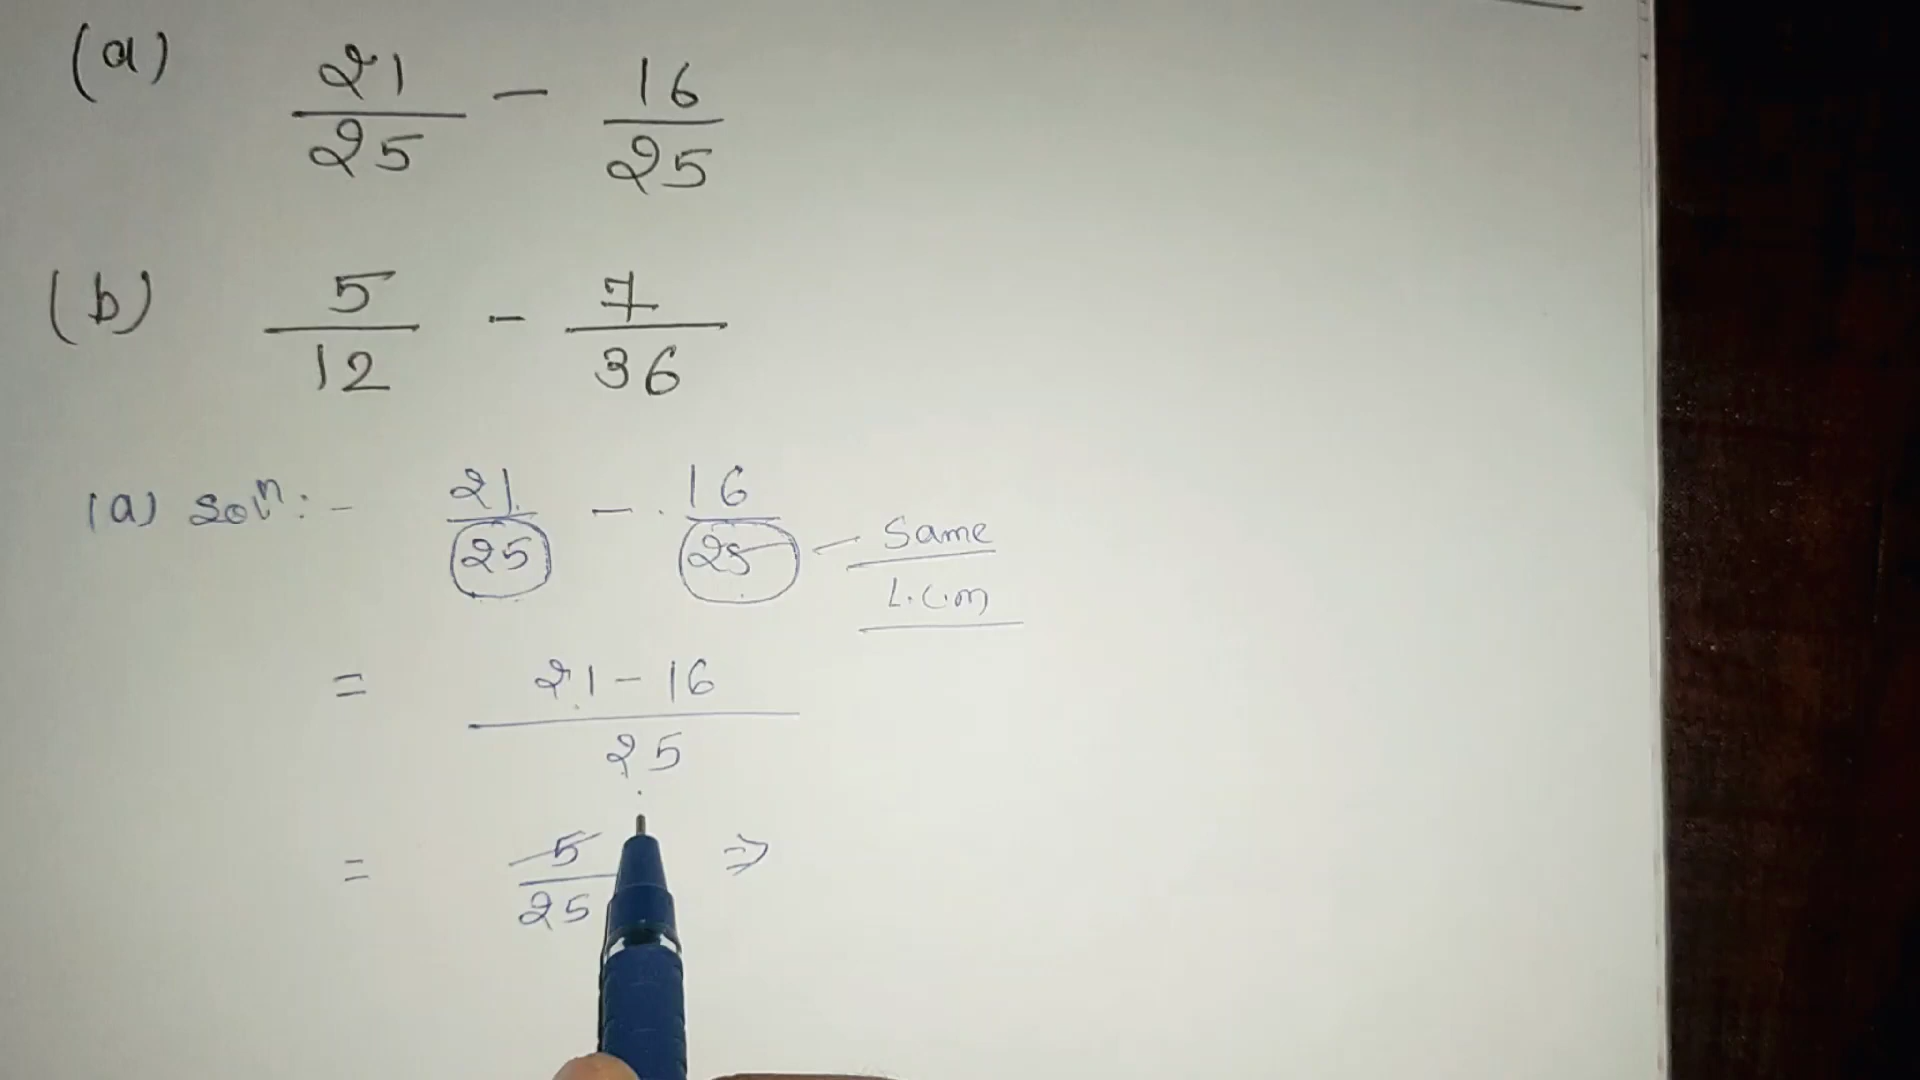 (a) 21/25 - 16/25
(b) 5/12 - 7/36
(a) Solⁿ:- 21/25 - 16/25 - Same
L.C.m
= 21-16/25
= 5/25 ⇒